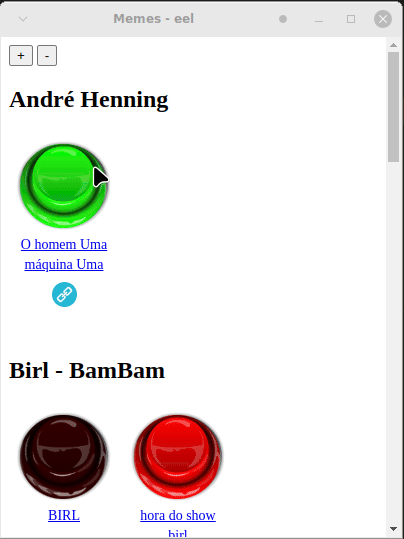 Memes - eel
+ -
André Henning
O homem Uma
máquina Uma
Birl - BamBam
BIRL
hora do show
birl